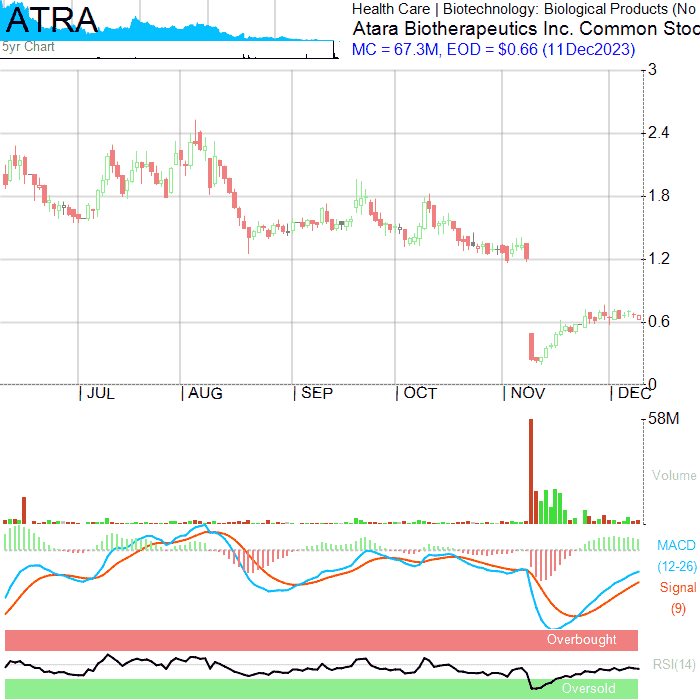 ATRA
5yr Chart
Health Care | Biotechnology: Biological Products (No
Atara Biotherapeutics Inc. Common Stoc
MC = 67.3M, EOD = $0.66 (11Dec2023)
3
2.4
1.8
1.2
0.6
0
JUL AUG SEP OCT NOV DEC
58M
Volume
MACD
(12-26)
Signal
(9)
Overbought
RSI(14)
Oversold